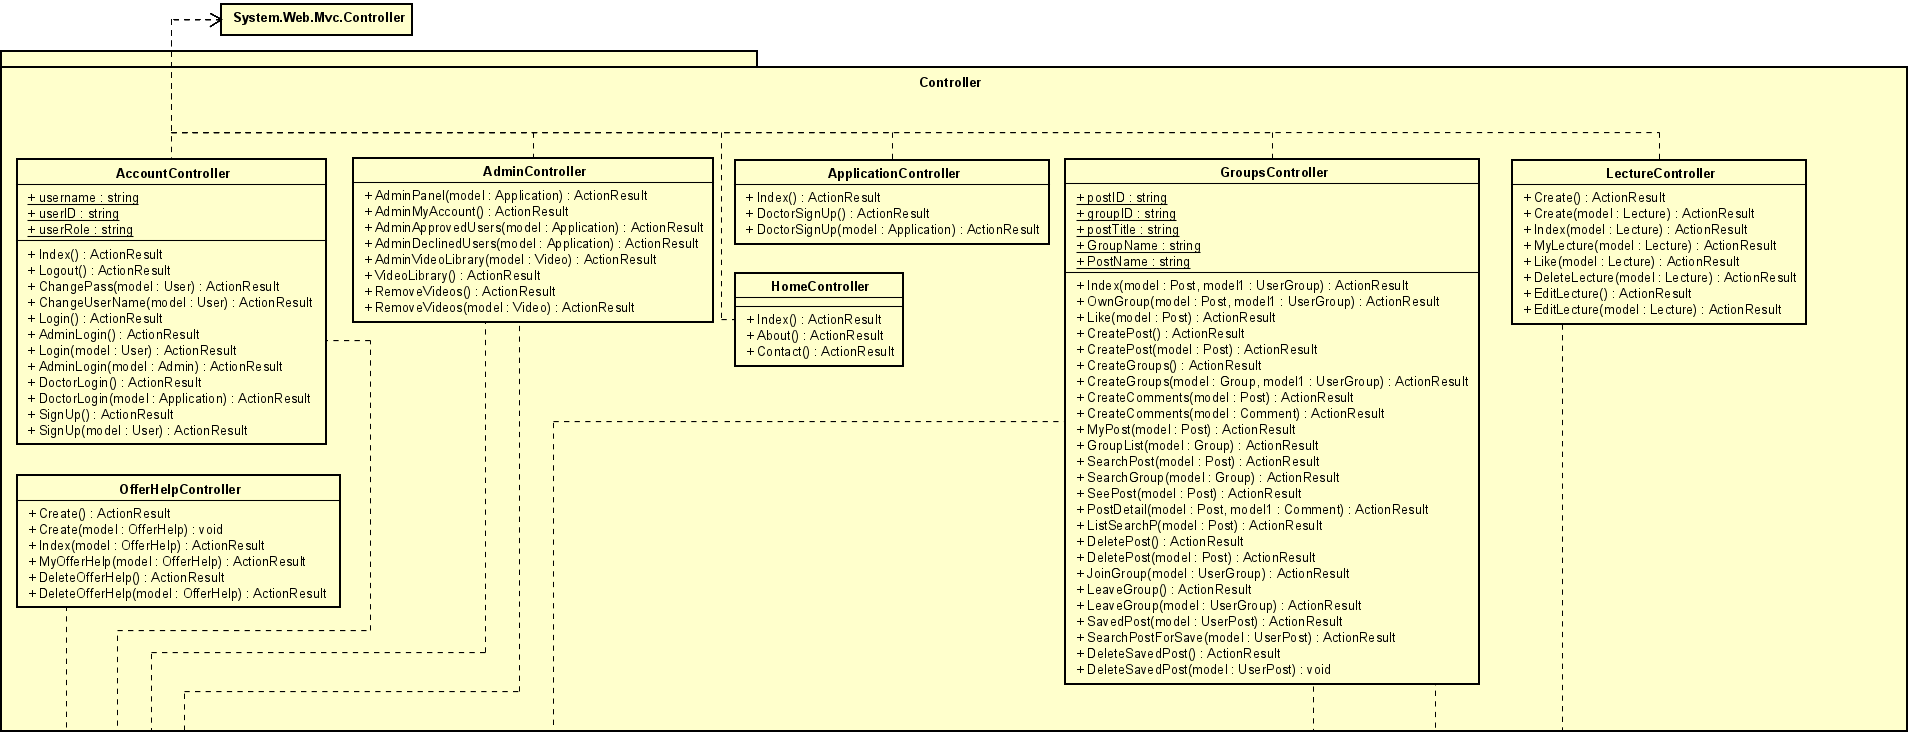 System.Web.Mvc.Controller
Controller
AccountController
+ username : string
+ userID : string
+ userRole : string
+ Index() : ActionResult
+ Logout() : ActionResult
+ ChangePass(model : User) : ActionResult
+ ChangeUserName(model : User) : ActionResult
+ Login() : ActionResult
+ AdminLogin() : ActionResult
+ Login(model : User) : ActionResult
+ AdminLogin(model : Admin) : ActionResult
+ DoctorLogin() : ActionResult
+ DoctorLogin(model : Application) : ActionResult
+ SignUp() : ActionResult
+ SignUp(model : User) : ActionResult
AdminController
+ AdminPanel(model : Application) : ActionResult
+ AdminMyAccount() : ActionResult
+ AdminApprovedUsers(model : Application) : ActionResult
+ AdminDeclinedUsers(model : Application) : ActionResult
+ AdminVideoLibrary(model : Video) : ActionResult
+ VideoLibrary() : ActionResult
+ RemoveVideos() : ActionResult
+ RemoveVideos(model : Video) : ActionResult
ApplicationController
+ Index() : ActionResult
+ DoctorSignUp() : ActionResult
+ DoctorSignUp(model : Application) : ActionResult
HomeController
+ Index() : ActionResult
+ About() : ActionResult
+ Contact() : ActionResult
GroupsController
+ postID : string
+ groupID : string
+ postTitle : string
+ GroupName : string
+ PostName : string
+ Index(model : Post, model1 : UserGroup) : ActionResult
+ OwnGroup(model : Post, model1 : UserGroup) : ActionResult
+ Like(model : Post) : ActionResult
+ CreatePost() : ActionResult
+ CreatePost(model : Post) : ActionResult
+ CreateGroups() : ActionResult
+ CreateGroups(model : Group, model1 : UserGroup) : ActionResult
+ CreateComments(model : Post) : ActionResult
+ CreateComments(model : Comment) : ActionResult
+ MyPost(model : Post) : ActionResult
+ GroupList(model : Group) : ActionResult
+ SearchPost(model : Post) : ActionResult
+ SearchGroup(model : Group) : ActionResult
+ SeePost(model : Post) : ActionResult
+ PostDetail(model : Post, model1 : Comment) : ActionResult
+ ListSearchP(model : Post) : ActionResult
+ DeletePost() : ActionResult
+ DeletePost(model : Post) : ActionResult
+ JoinGroup(model : UserGroup) : ActionResult
+ LeaveGroup() : ActionResult
+ LeaveGroup(model : UserGroup) : ActionResult
+ SavedPost(model : UserPost) : ActionResult
+ SearchPostForSave(model : UserPost) : ActionResult
+ DeleteSavedPost() : ActionResult
+ DeleteSavedPost(model : UserPost) : void
LectureController
+ Create() : ActionResult
+ Create(model : Lecture) : ActionResult
+ Index(model : Lecture) : ActionResult
+ MyLecture(model : Lecture) : ActionResult
+ Like(model : Lecture) : ActionResult
+ DeleteLecture(model : Lecture) : ActionResult
+ EditLecture() : ActionResult
+ EditLecture(model : Lecture) : ActionResult
OfferHelpController
+ Create() : ActionResult
+ Create(model : OfferHelp) : void
+ Index(model : OfferHelp) : ActionResult
+ MyOfferHelp(model : OfferHelp) : ActionResult
+ DeleteOfferHelp() : ActionResult
+ DeleteOfferHelp(model : OfferHelp) : ActionResult